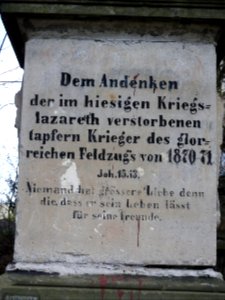 Dem Andenken
der im hiesigen Kriegs-
lazareth verstorbenen
tapfern Krieger des glor-
reichen Feldzugs von 1870-71
Joh. 15.13.
Niemand hat grössere Liebe denn
die, dass er sein Leben lässt
für seine Freunde.